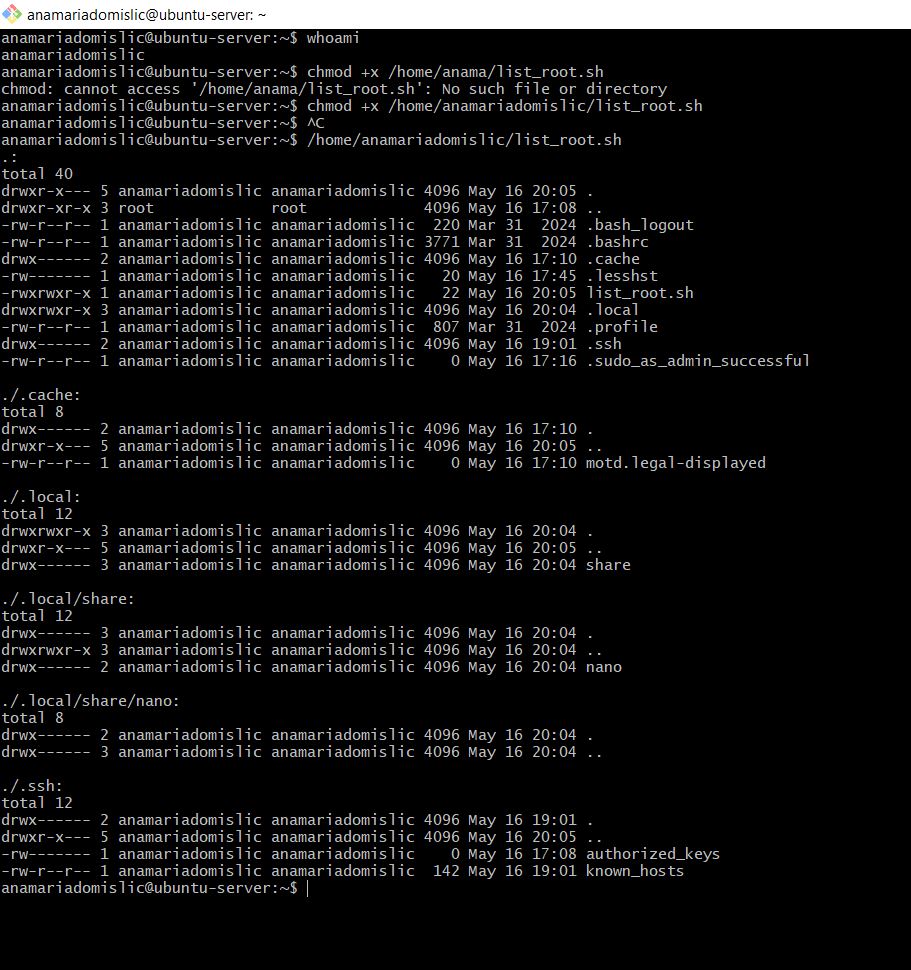 anamariadomislic@ubuntu-server: ~
anamariadomislic@ubuntu-server:~$ whoami
anamariadomislic
anamariadomislic@ubuntu-server:~$ chmod +x /home/anama/list_root.sh
chmod: cannot access '/home/anama/list_root.sh': No such file or directory
anamariadomislic@ubuntu-server:~$ chmod +x /home/anamariadomislic/list_root.sh
anamariadomislic@ubuntu-server:~$ ^C
anamariadomislic@ubuntu-server:~$ /home/anamariadomislic/list_root.sh
.:
total 40
drwxr-x--- 5 anamariadomislic anamariadomislic 4096 May 16 20:05 .
drwxr-xr-x 3 root             root             4096 May 16 17:08 ..
-rw-r--r-- 1 anamariadomislic anamariadomislic  220 Mar 31  2024 .bash_logout
-rw-r--r-- 1 anamariadomislic anamariadomislic 3771 Mar 31  2024 .bashrc
drwx------ 2 anamariadomislic anamariadomislic 4096 May 16 17:10 .cache
-rw------- 1 anamariadomislic anamariadomislic   20 May 16 17:45 .lesshst
-rwxrwxr-x 1 anamariadomislic anamariadomislic   22 May 16 20:05 list_root.sh
drwxrwxr-x 3 anamariadomislic anamariadomislic 4096 May 16 20:04 .local
-rw-r--r-- 1 anamariadomislic anamariadomislic  807 Mar 31  2024 .profile
drwx------ 2 anamariadomislic anamariadomislic 4096 May 16 19:01 .ssh
-rw-r--r-- 1 anamariadomislic anamariadomislic    0 May 16 17:16 .sudo_as_admin_successful

./.cache:
total 8
drwx------ 2 anamariadomislic anamariadomislic 4096 May 16 17:10 .
drwxr-x--- 5 anamariadomislic anamariadomislic 4096 May 16 20:05 ..
-rw-r--r-- 1 anamariadomislic anamariadomislic    0 May 16 17:10 motd.legal-displayed

./.local:
total 12
drwxrwxr-x 3 anamariadomislic anamariadomislic 4096 May 16 20:04 .
drwxr-x--- 5 anamariadomislic anamariadomislic 4096 May 16 20:05 ..
drwx------ 3 anamariadomislic anamariadomislic 4096 May 16 20:04 share

./.local/share:
total 12
drwx------ 3 anamariadomislic anamariadomislic 4096 May 16 20:04 .
drwxrwxr-x 3 anamariadomislic anamariadomislic 4096 May 16 20:04 ..
drwx------ 2 anamariadomislic anamariadomislic 4096 May 16 20:04 nano

./.local/share/nano:
total 8
drwx------ 2 anamariadomislic anamariadomislic 4096 May 16 20:04 .
drwx------ 3 anamariadomislic anamariadomislic 4096 May 16 20:04 ..

./.ssh:
total 12
drwx------ 2 anamariadomislic anamariadomislic 4096 May 16 19:01 .
drwxr-x--- 5 anamariadomislic anamariadomislic 4096 May 16 20:05 ..
-rw------- 1 anamariadomislic anamariadomislic    0 May 16 17:08 authorized_keys
-rw-r--r-- 1 anamariadomislic anamariadomislic  142 May 16 19:01 known_hosts
anamariadomislic@ubuntu-server:~$